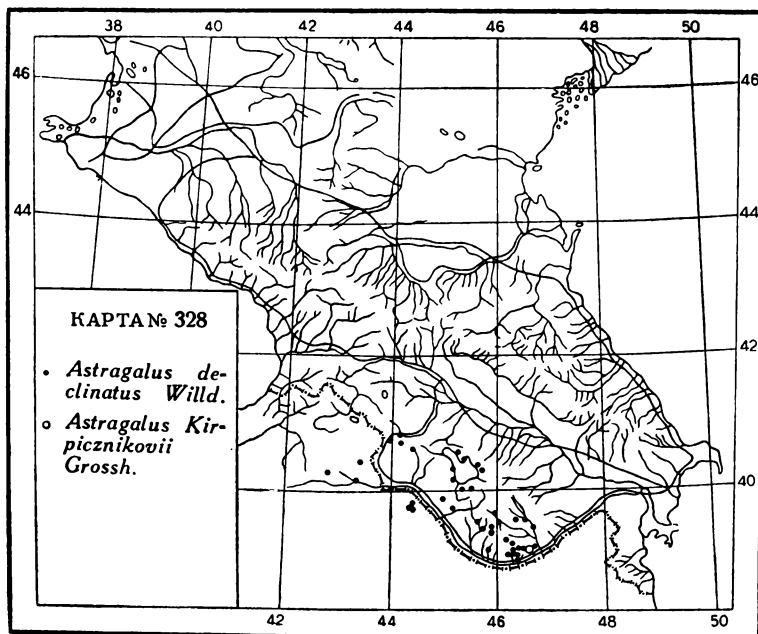 38 40 42 44 46 48 50
46 46
44 44
КАРТА № 328
42
• Astragalus de-
clinatus Willd.
o Astragalus Kir-
picznikovii
Grossh.
40
42 44 46 48 50